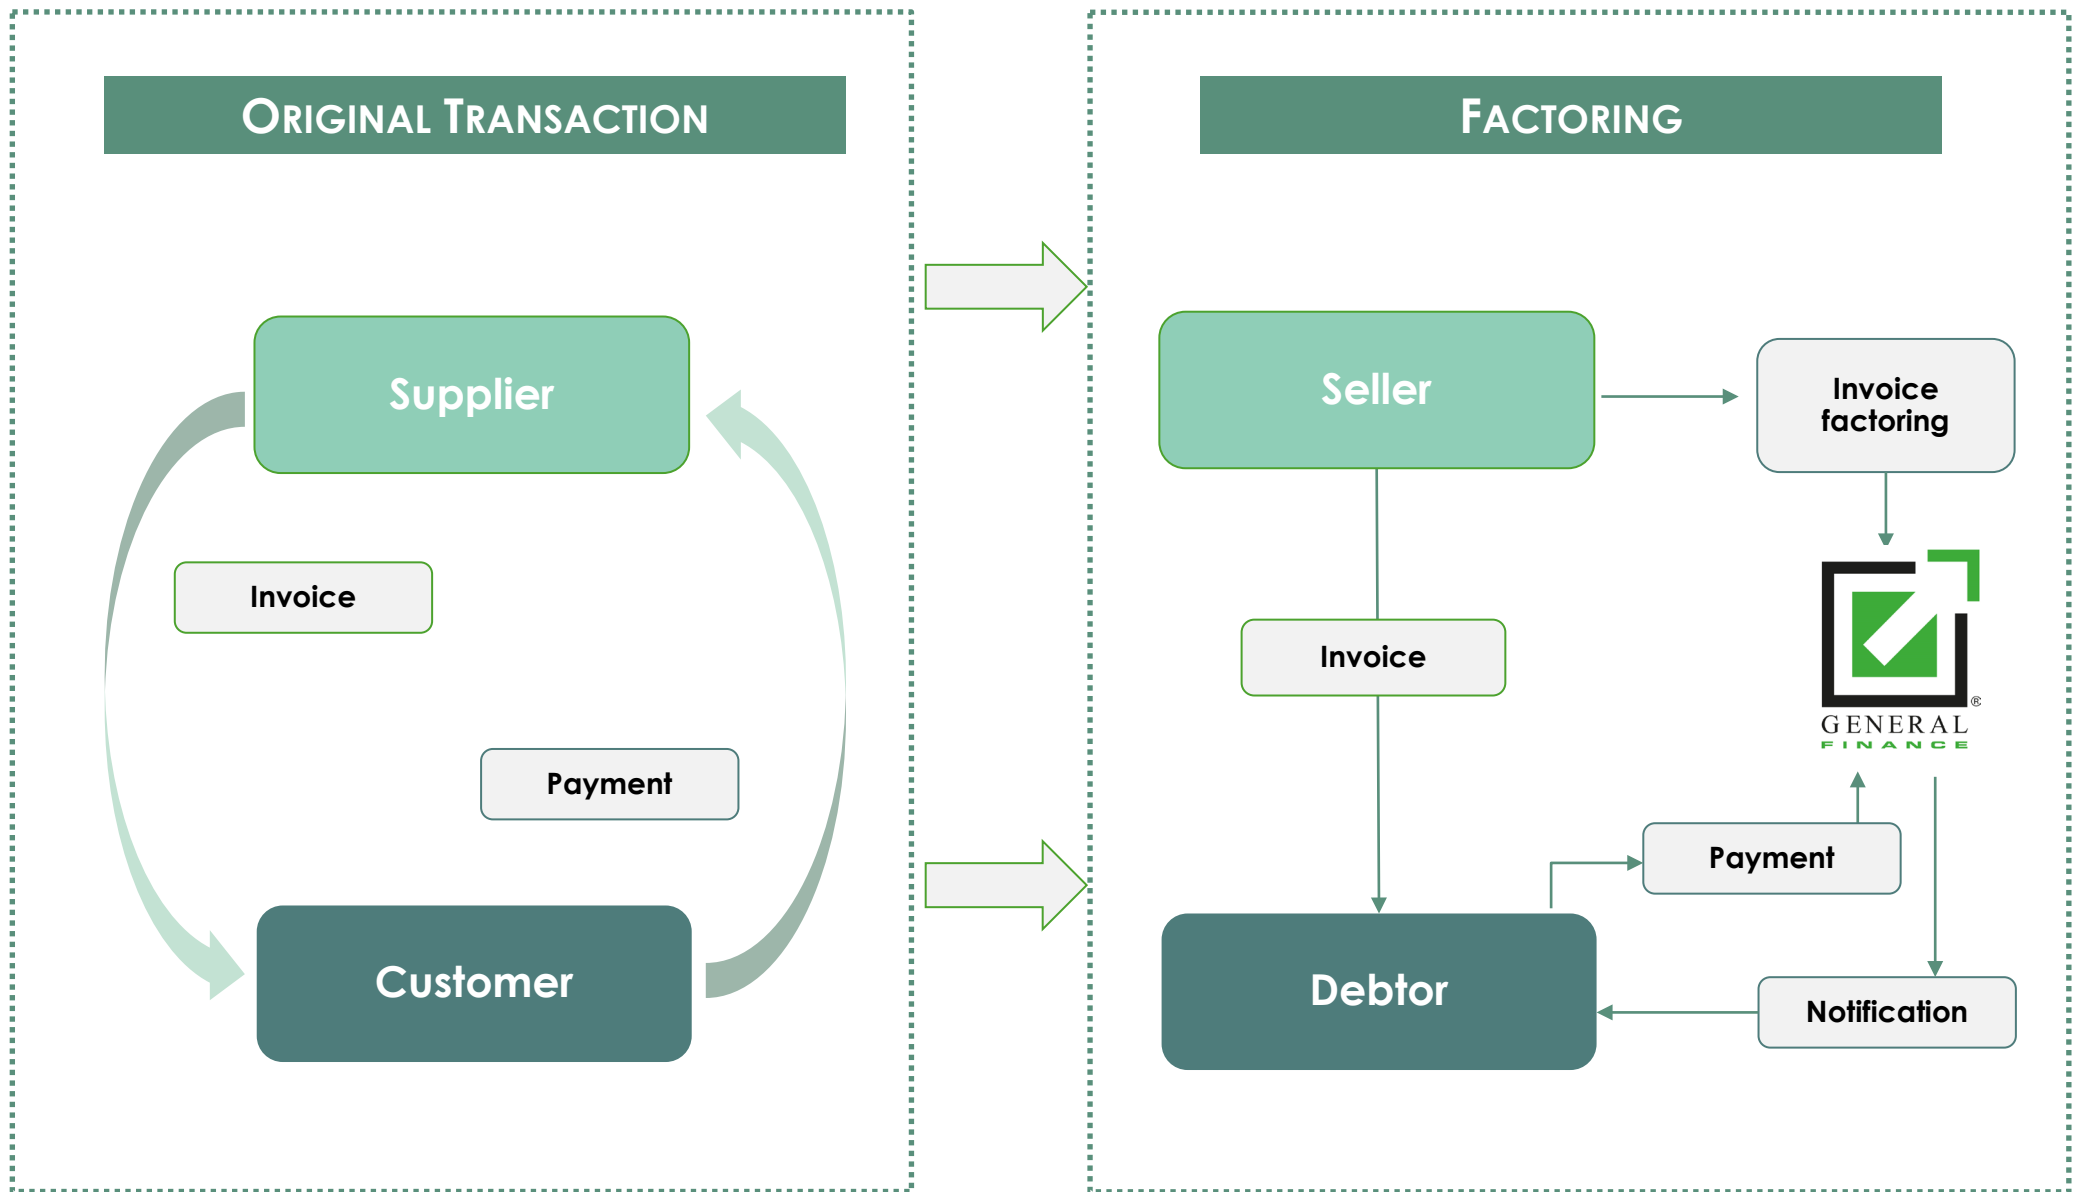 ORIGINAL TRANSACTION
Supplier
Invoice
Payment
Customer
FACTORING
Seller
Invoice
factoring
Invoice
®
GENERAL
FINANCE
Payment
Debtor
Notification